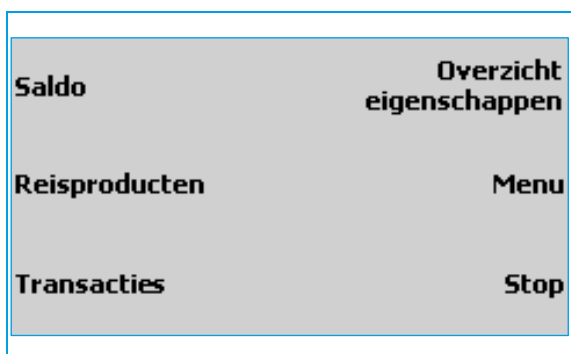 Saldo
Overzicht
eigenschappen
Reisproducten
Menu
Transacties
Stop